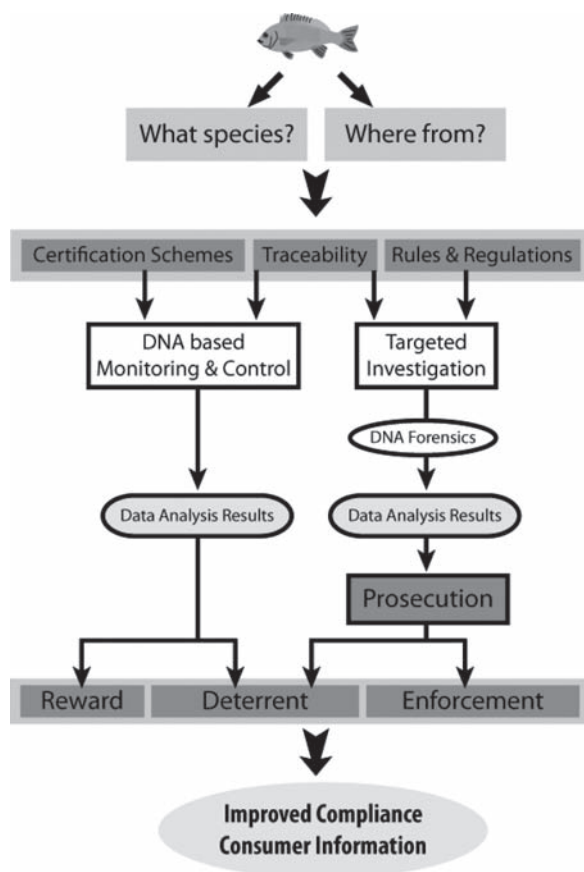 What species?
Where from?
Certification Schemes
Traceability
Rules & Regulations
DNA based
Monitoring & Control
Targeted
Investigation
DNA Forensics
Data Analysis Results
Data Analysis Results
Prosecution
Reward
Deterrent
Enforcement
Improved Compliance
Consumer Information